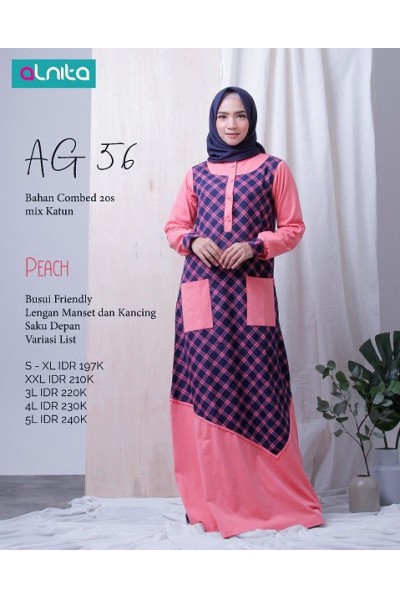 aLnita
AG 56
Bahan Combed 20s
mix Katun
PEACH
Busui Friendly
Lengan Manset dan Kancing
Saku Depan
Variasi List
S - XL IDR 197K
XXL IDR 210K
3L IDR 220K
4L IDR 230K
5L IDR 240K